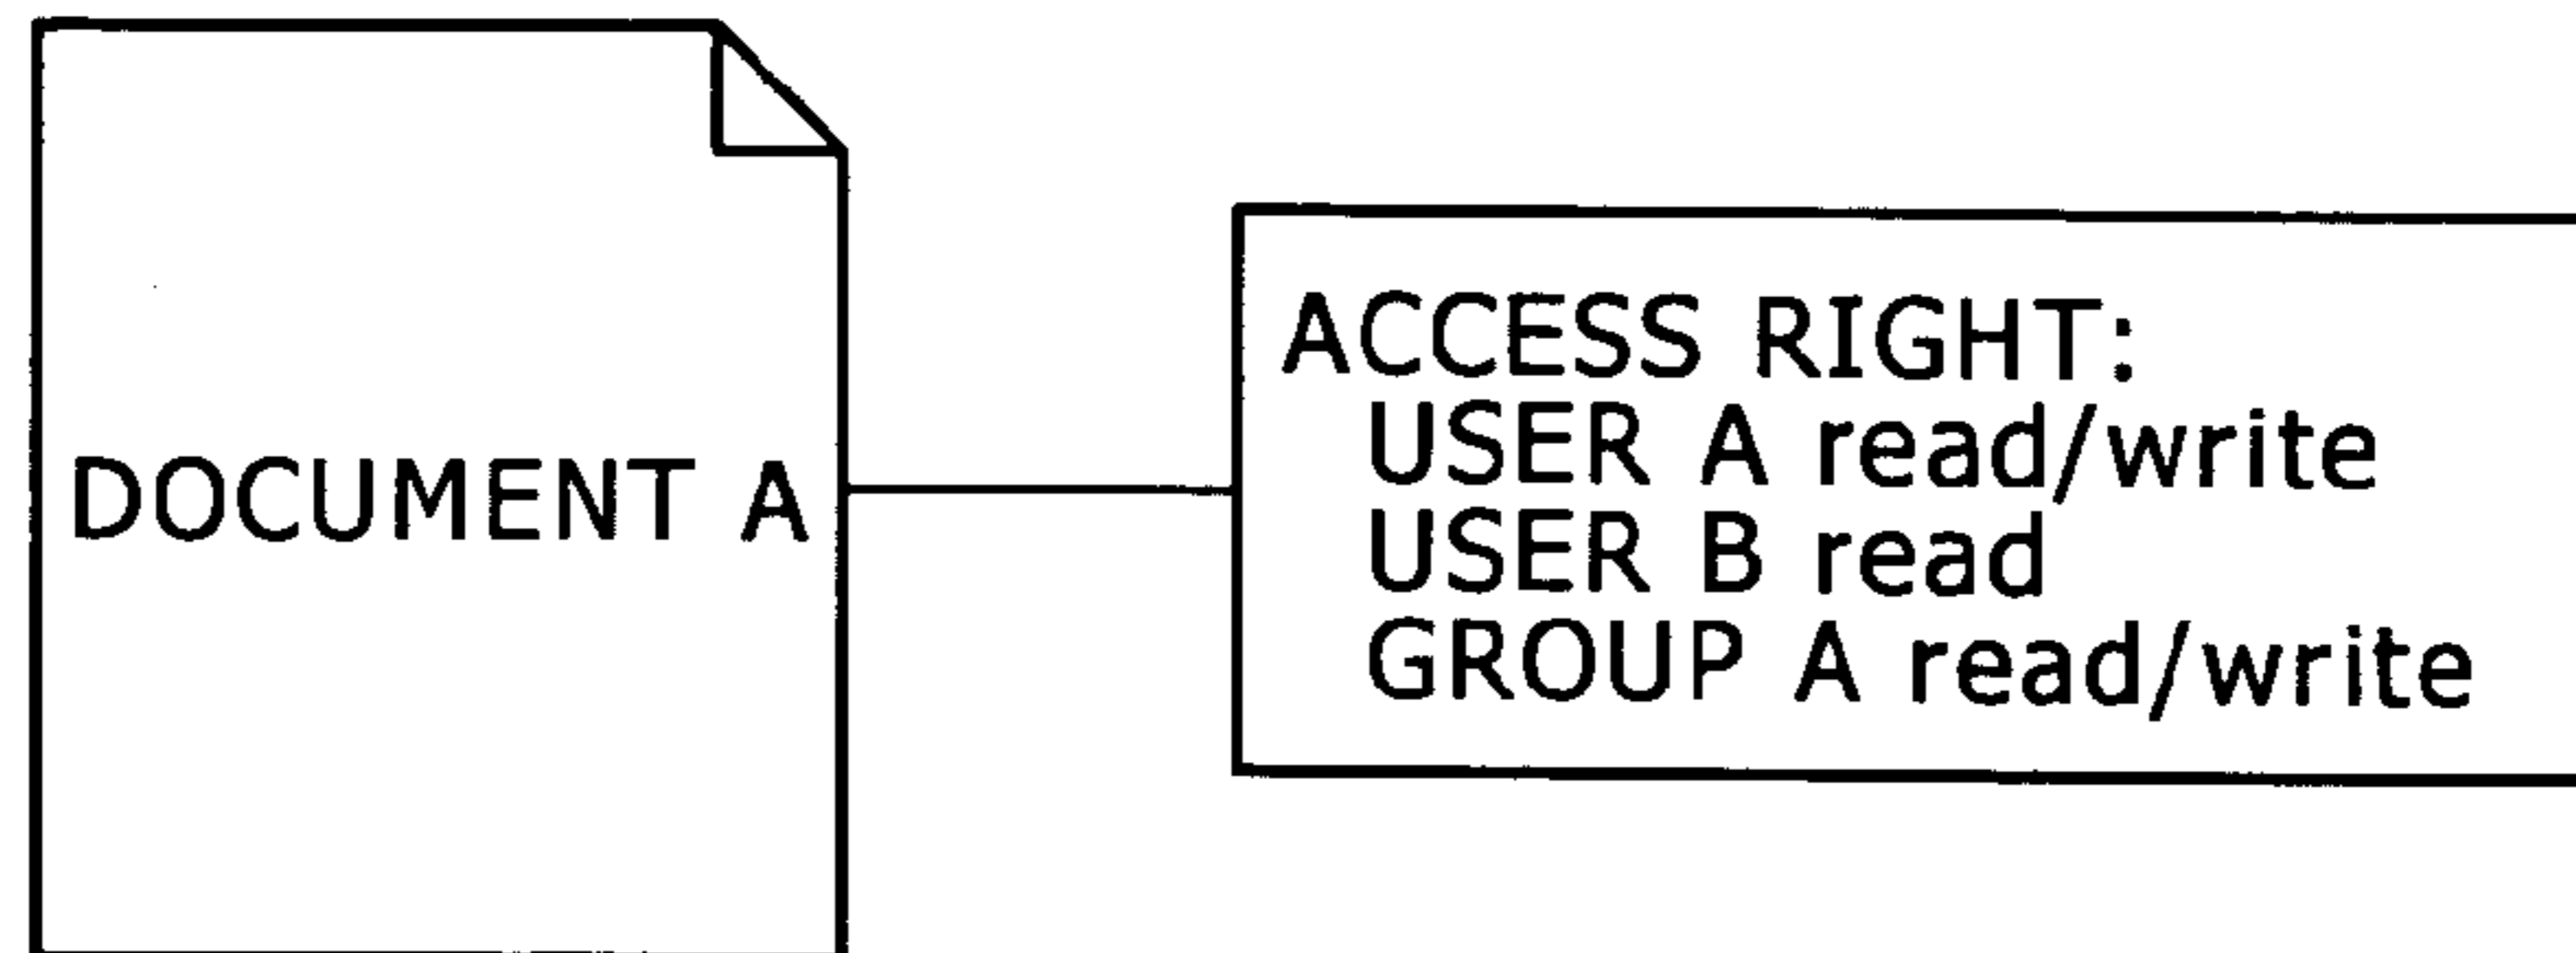 DOCUMENT A
ACCESS RIGHT:
USER A read/write
USER B read
GROUP A read/write